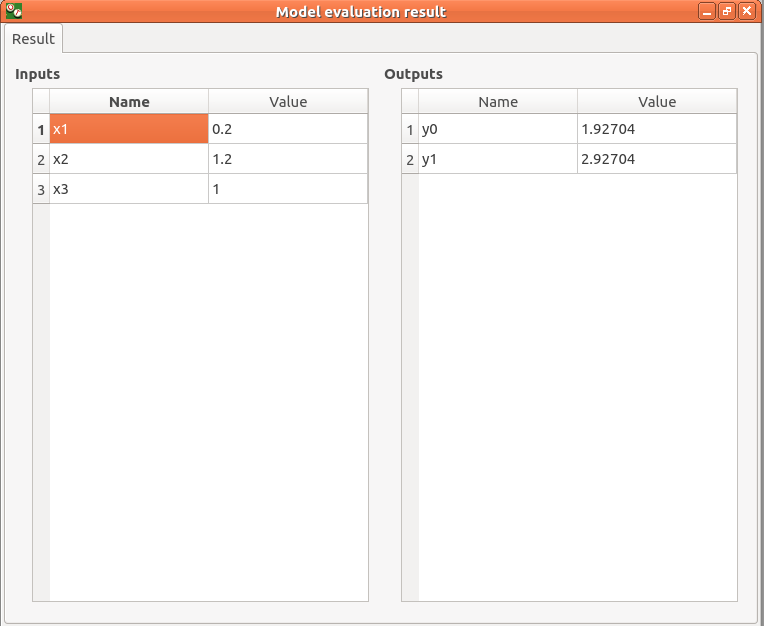 Model evaluation result
Result
Inputs
Name Value
1 x1 0.2
2 x2 1.2
3 x3 1
Outputs
Name Value
1 y0 1.92704
2 y1 2.92704